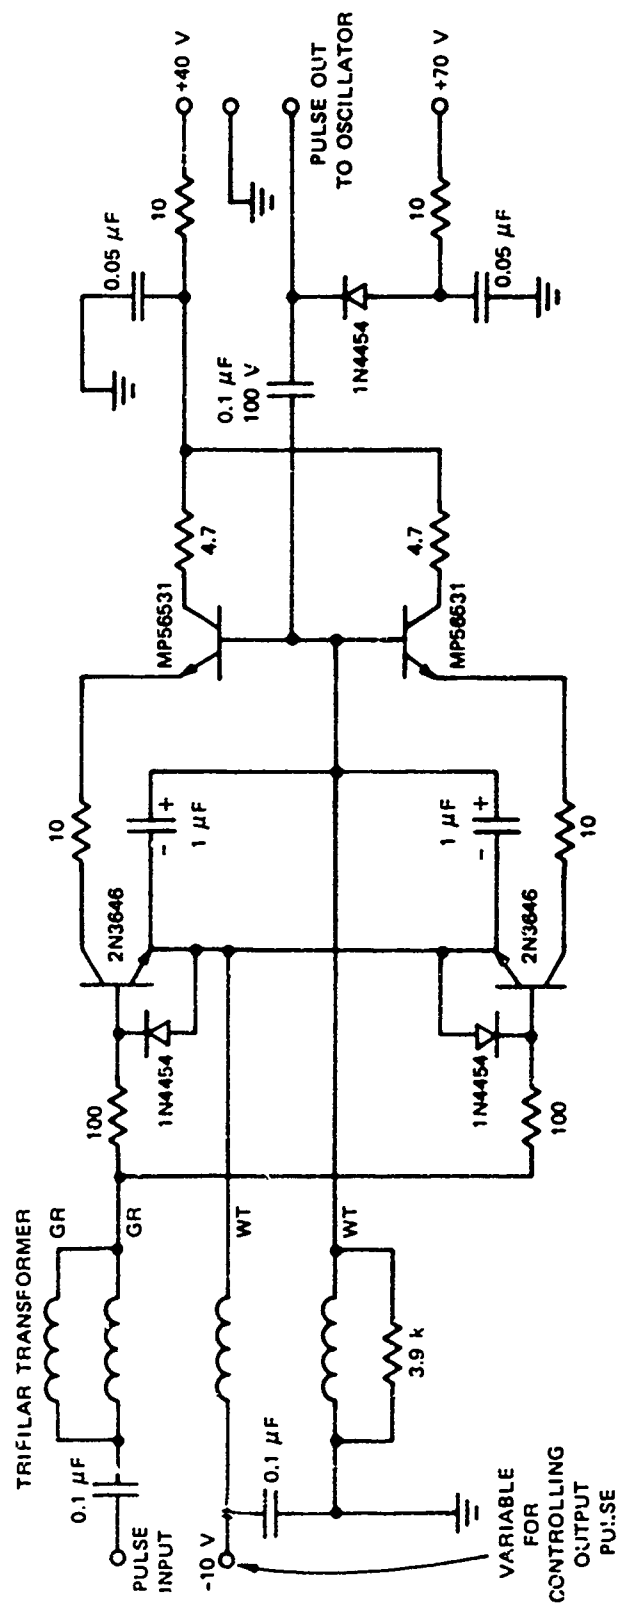 TRIFILAR TRANSFORMER
GR
GR
0.1 µF
PULSE
INPUT
100
1N4454
2N3646
10
−
+
1 µF
MP56531
4.7
0.05 µF
10
+40 V
-10 V
WT
0.1 µF
WT
3.9 k
VARIABLE
FOR
CONTROLLING
OUTPUT
PULSE
0.1 µF
100 V
PULSE OUT
TO OSCILLATOR
1N4454
1N4454
100
2N3646
1 µF
−
+
10
MP56531
4.7
10
+70 V
0.05 µF